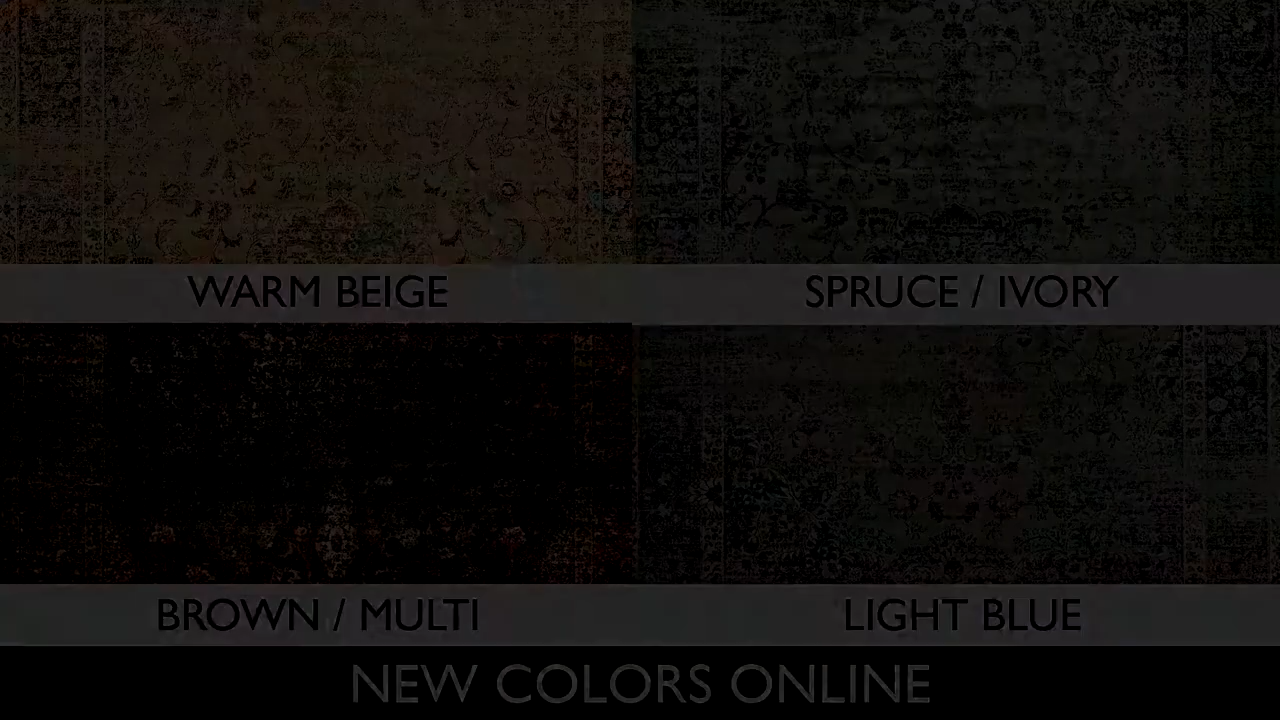 WARM BEIGE
SPRUCE / IVORY
BROWN / MULTI
LIGHT BLUE
NEW COLORS ONLINE